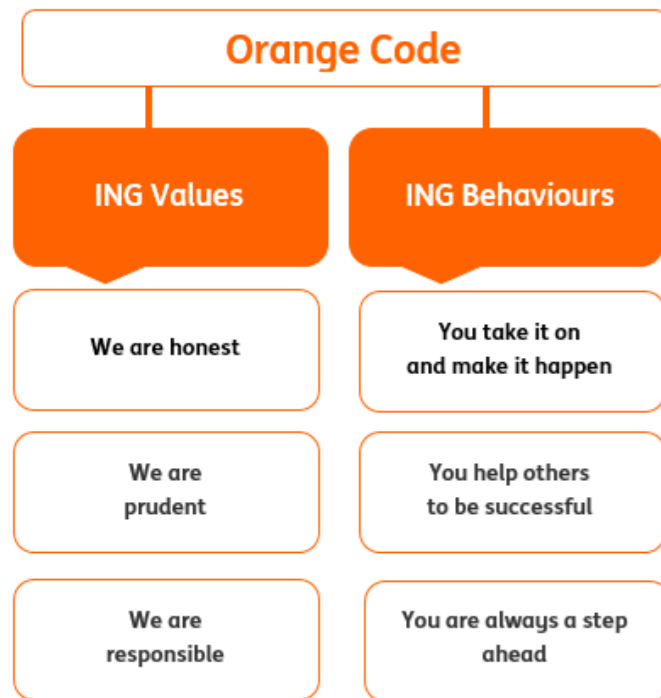 Orange Code
ING Values
ING Behaviours
We are honest
You take it on
and make it happen
We are
prudent
You help others
to be successful
We are
responsible
You are always a step
ahead